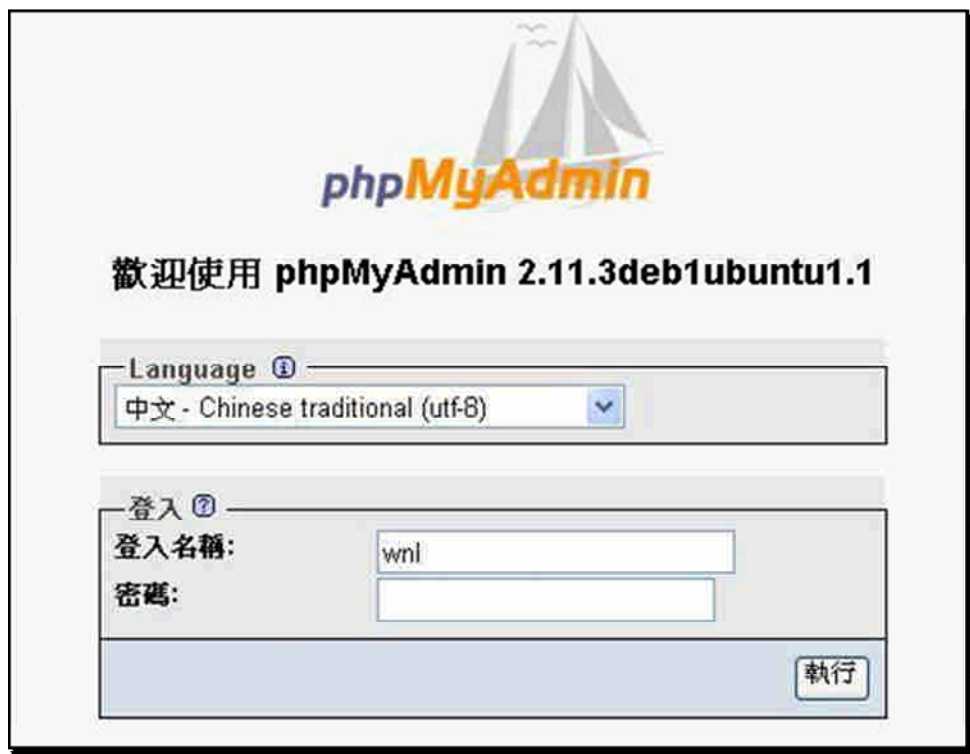 phpMyAdmin
歡迎使用 phpMyAdmin 2.11.3deb1ubuntu1.1
Language
中文 - Chinese traditional (utf-8)
登入
登入名稱: wnl
密碼:
執行